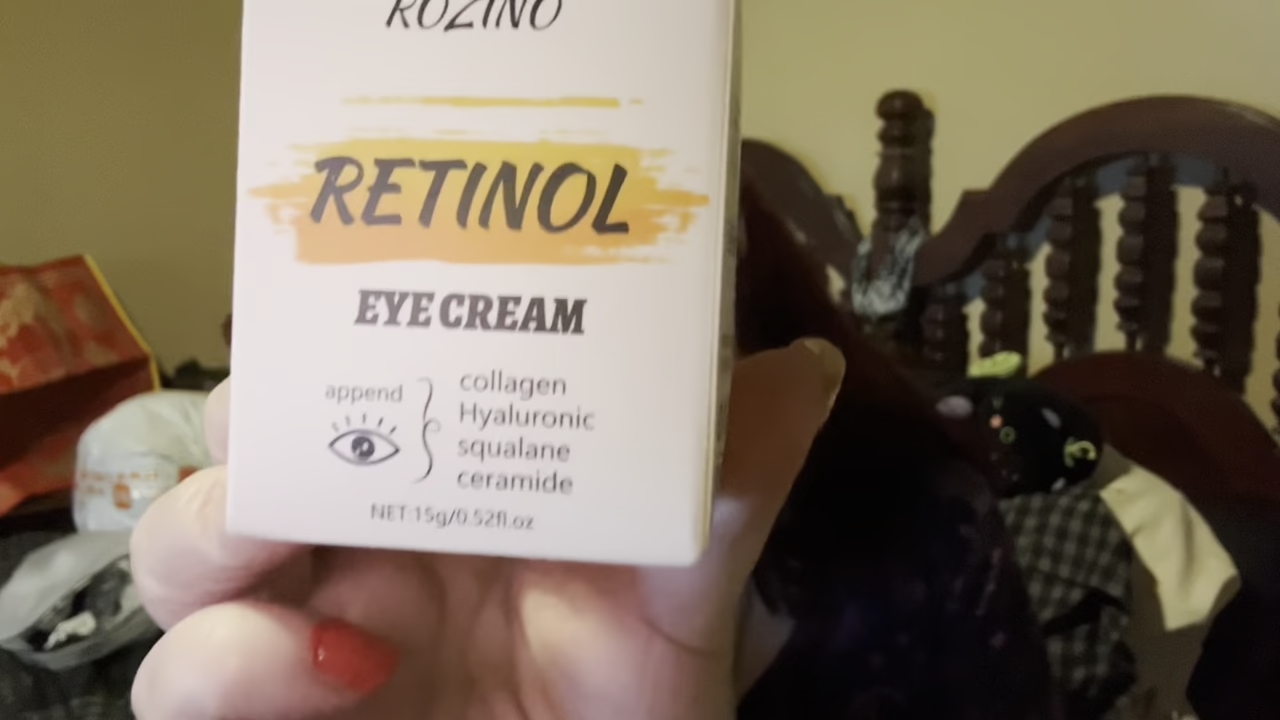 ROZINO
RETINOL
EYE CREAM
append
collagen
Hyaluronic
squalane
ceramide
NET:15g/0.52fl.oz